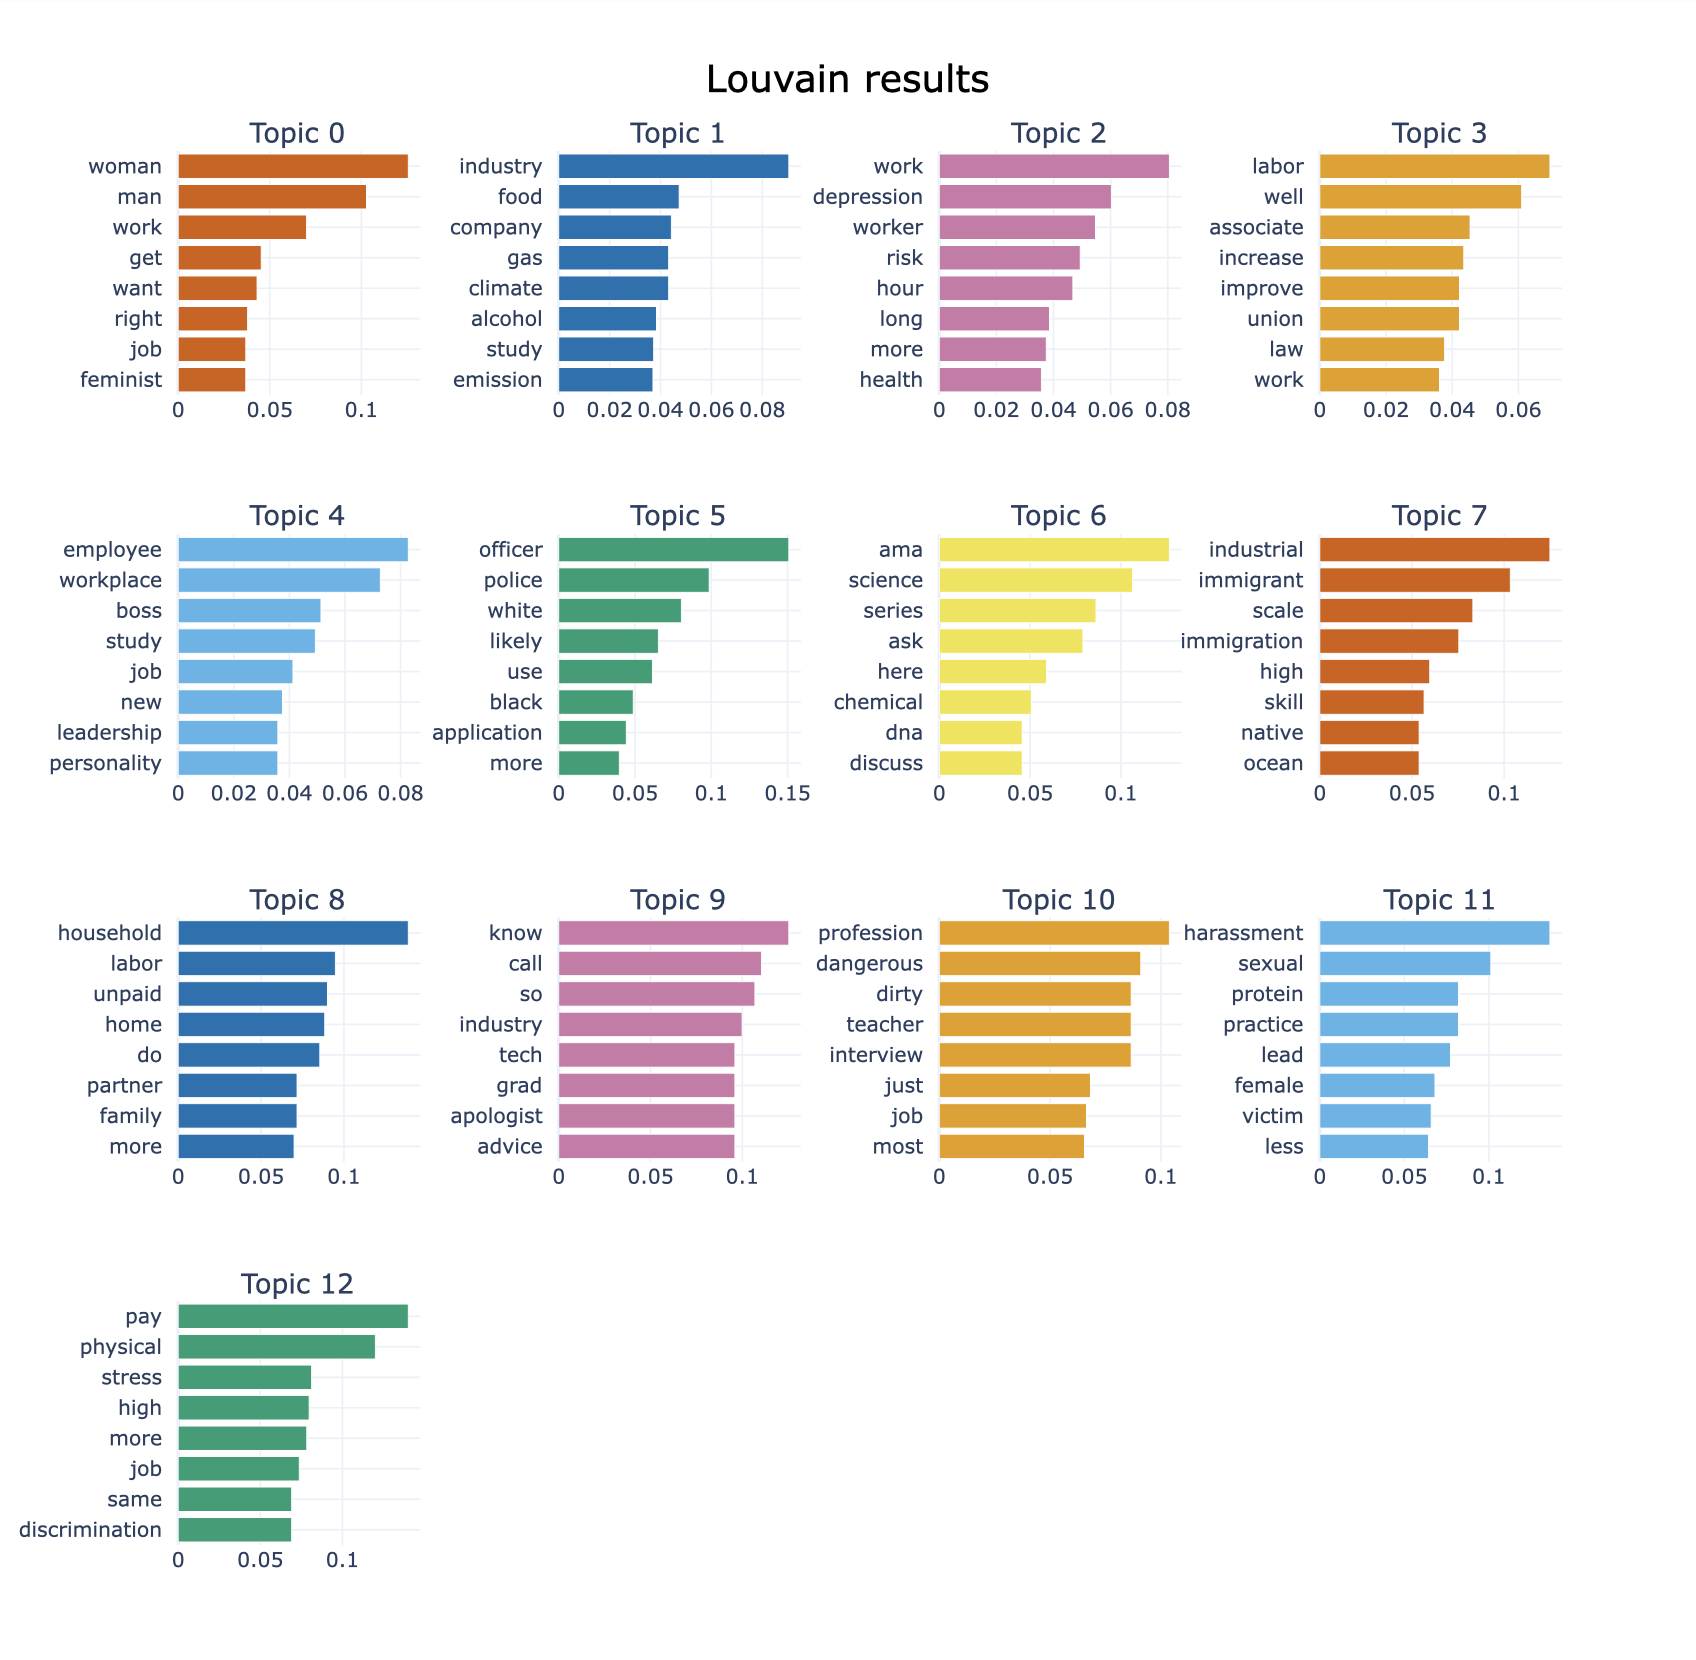 Louvain results
Topic 0
woman
man
work
get
want
right
job
feminist
0 0.05 0.1
Topic 1
industry
food
company
gas
climate
alcohol
study
emission
0 0.02 0.04 0.06 0.08
Topic 2
work
depression
worker
risk
hour
long
more
health
0 0.02 0.04 0.06 0.08
Topic 3
labor
well
associate
increase
improve
union
law
work
0 0.02 0.04 0.06
Topic 4
employee
workplace
boss
study
job
new
leadership
personality
0 0.02 0.04 0.06 0.08
Topic 5
officer
police
white
likely
use
black
application
more
0 0.05 0.1 0.15
Topic 6
ama
science
series
ask
here
chemical
dna
discuss
0 0.05 0.1
Topic 7
industrial
immigrant
scale
immigration
high
skill
native
ocean
0 0.05 0.1
Topic 8
household
labor
unpaid
home
do
partner
family
more
0 0.05 0.1
Topic 9
know
call
so
industry
tech
grad
apologist
advice
0 0.05 0.1
Topic 10
profession
dangerous
dirty
teacher
interview
just
job
most
0 0.05 0.1
Topic 11
harassment
sexual
protein
practice
lead
female
victim
less
0 0.05 0.1
Topic 12
pay
physical
stress
high
more
job
same
discrimination
0 0.05 0.1